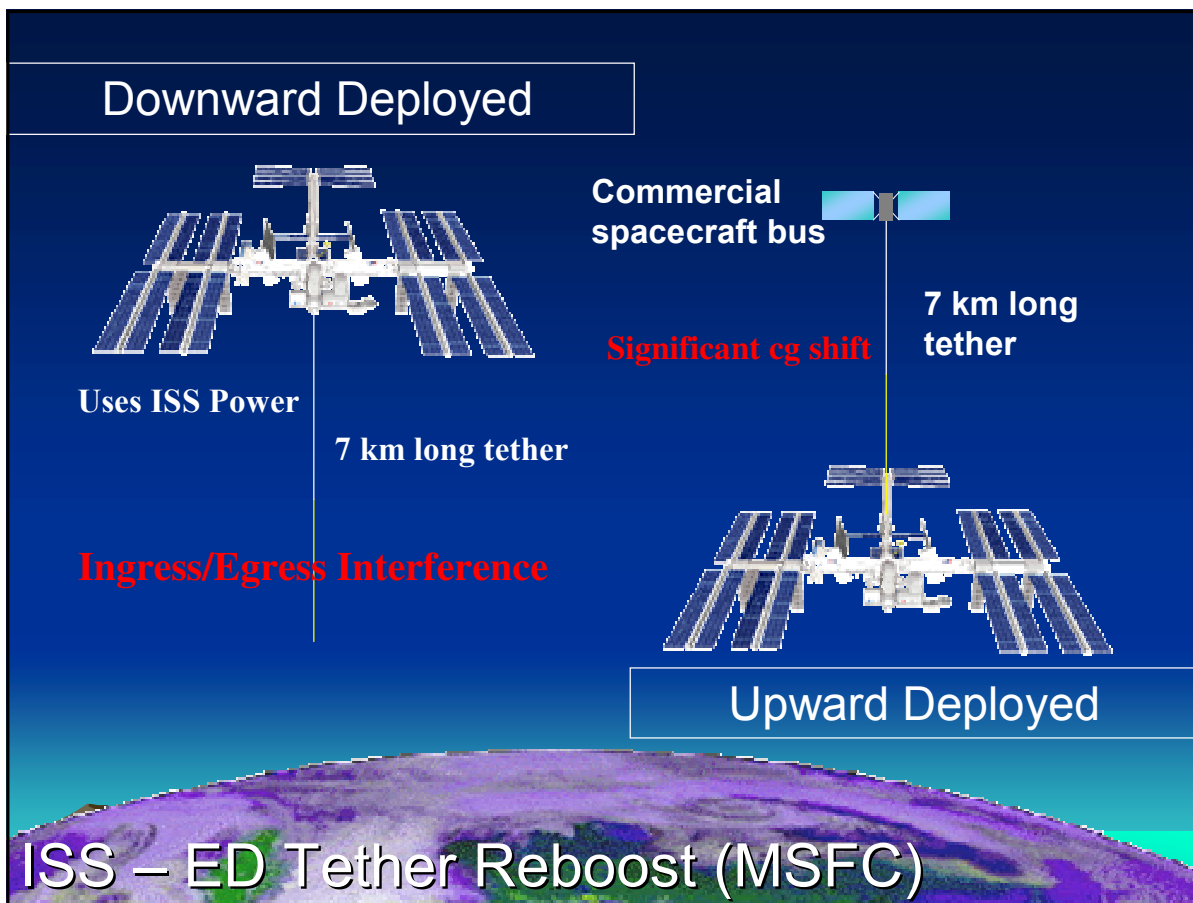 Downward Deployed
Commercial
spacecraft bus
7 km long
tether
Significant cg shift
Uses ISS Power
7 km long tether
Ingress/Egress Interference
Upward Deployed
ISS – ED Tether Reboost (MSFC)